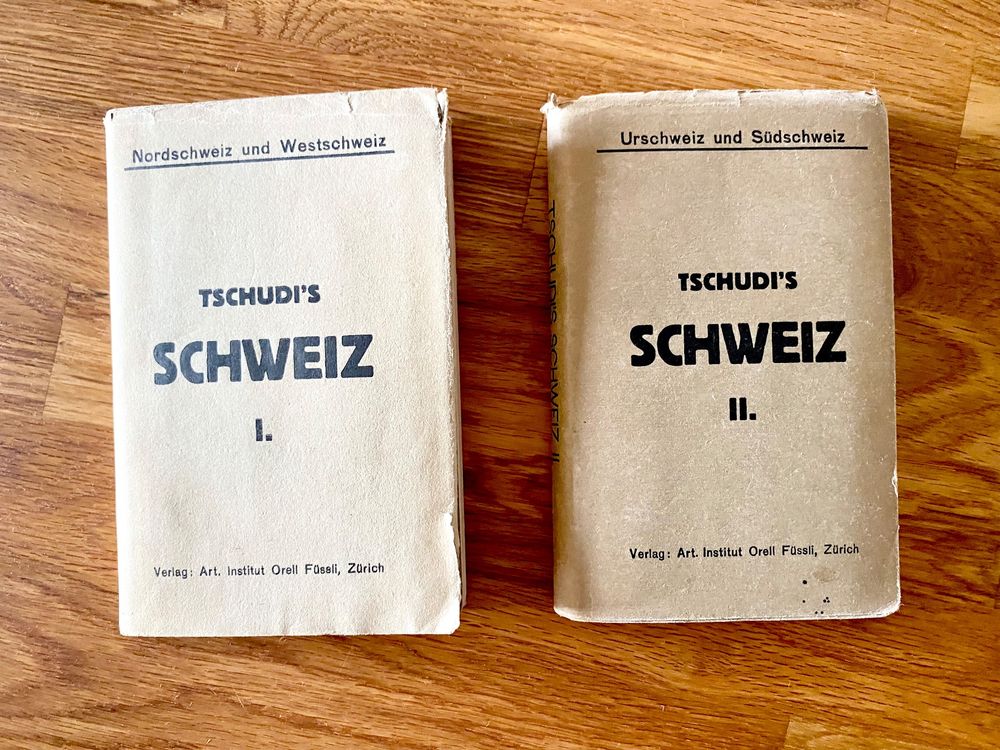 Nordschweiz und Westschweiz
TSCHUDI'S
SCHWEIZ
I.
Verlag: Art. Institut Orell Füssli, Zürich
Urschweiz und Südschweiz
TSCHUDI'S
SCHWEIZ
II.
Verlag: Art. Institut Orell Füssli, Zürich
TSCHUDI'S SCHWEIZ II